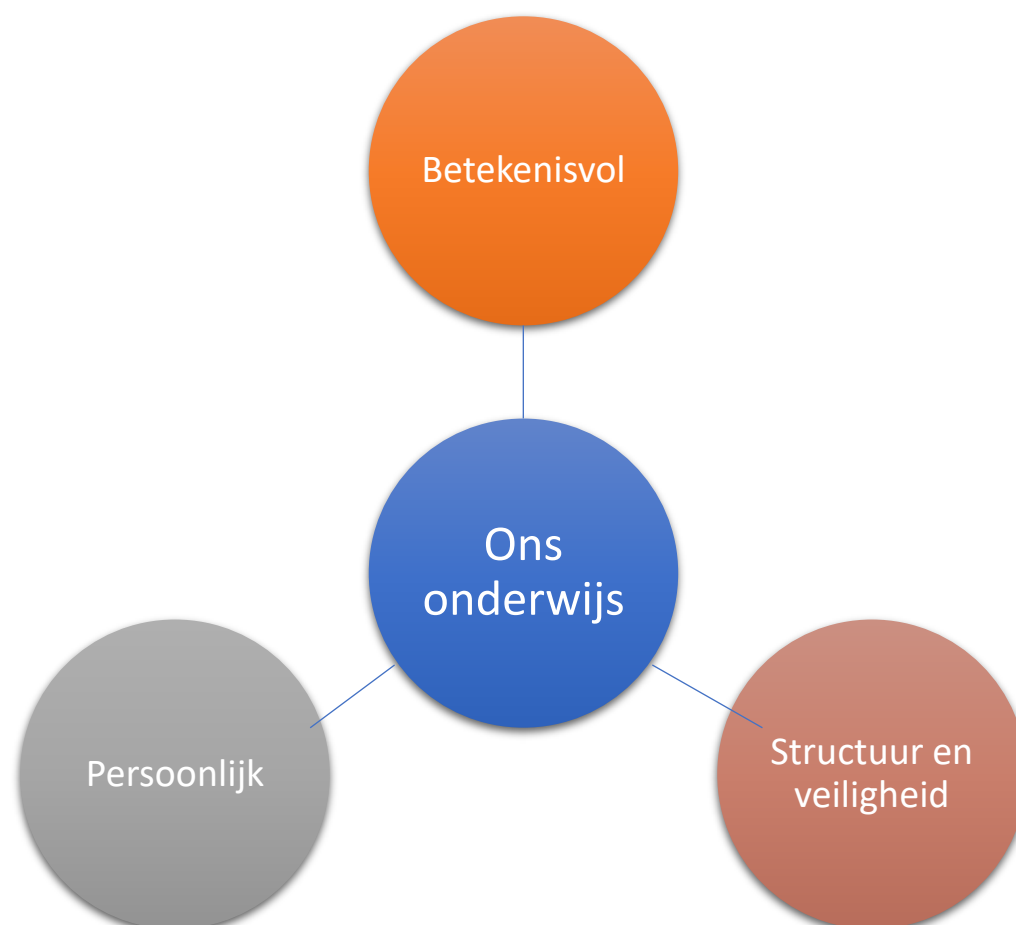 Betekenisvol
Ons
onderwijs
Persoonlijk
Structuur en
veiligheid